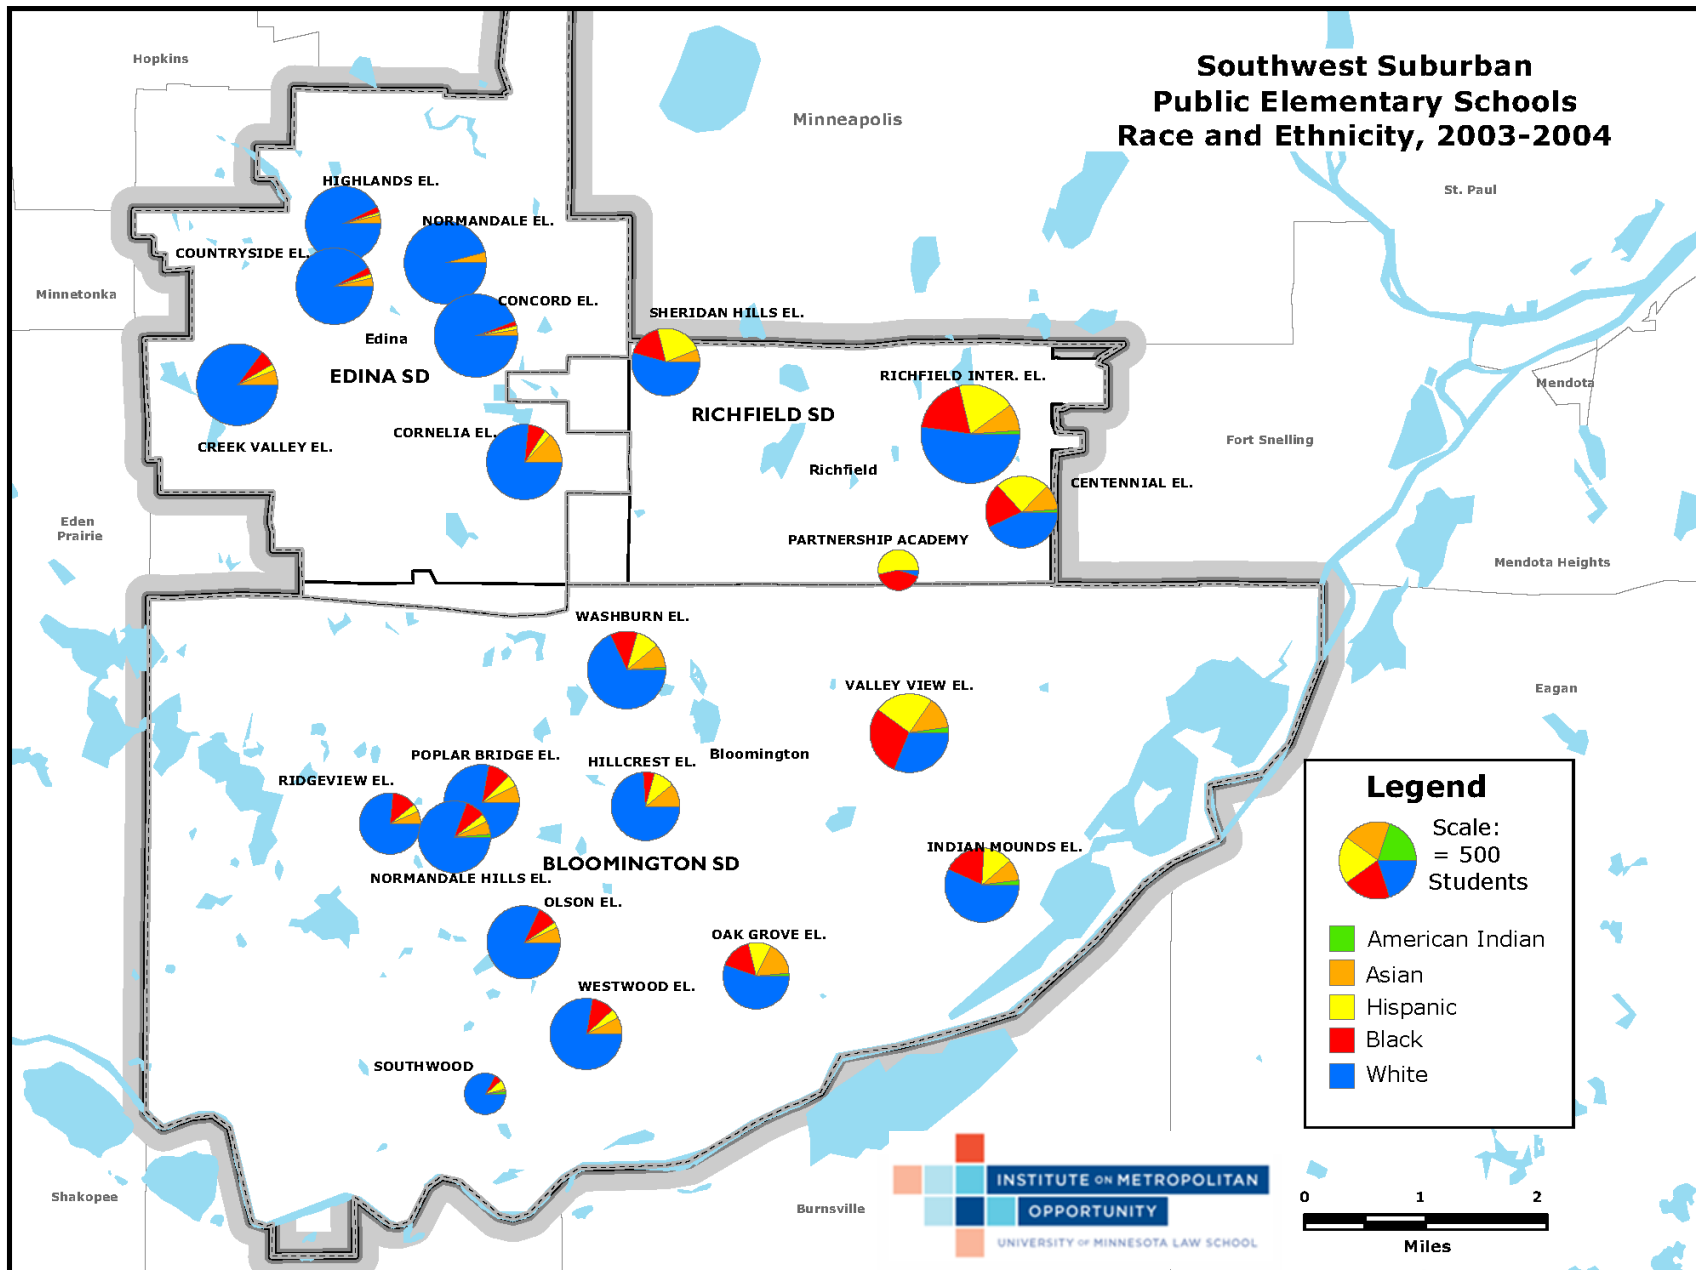 Southwest Suburban
Public Elementary Schools
Race and Ethnicity, 2003-2004
Hopkins
Minneapolis
St. Paul
HIGHLANDS EL.
NORMANDALE EL.
COUNTRYSIDE EL.
Minnetonka
CONCORD EL.
SHERIDAN HILLS EL.
Edina
EDINA SD
RICHFIELD INTER. EL.
Mendota
RICHFIELD SD
CORNELIA EL.
CREEK VALLEY EL.
Fort Snelling
Richfield
CENTENNIAL EL.
Eden
Prairie
PARTNERSHIP ACADEMY
Mendota Heights
WASHBURN EL.
VALLEY VIEW EL.
Eagan
POPLAR BRIDGE EL.
Bloomington
HILLCREST EL.
RIDGEVIEW EL.
INDIAN MOUNDS EL.
BLOOMINGTON SD
NORMANDALE HILLS EL.
OLSON EL.
OAK GROVE EL.
WESTWOOD EL.
SOUTHWOOD
Legend
Scale:
= 500
Students
American Indian
Asian
Hispanic
Black
White
Shakopee
Burnsville
INSTITUTE ON METROPOLITAN
OPPORTUNITY
UNIVERSITY OF MINNESOTA LAW SCHOOL
0 1 2
Miles